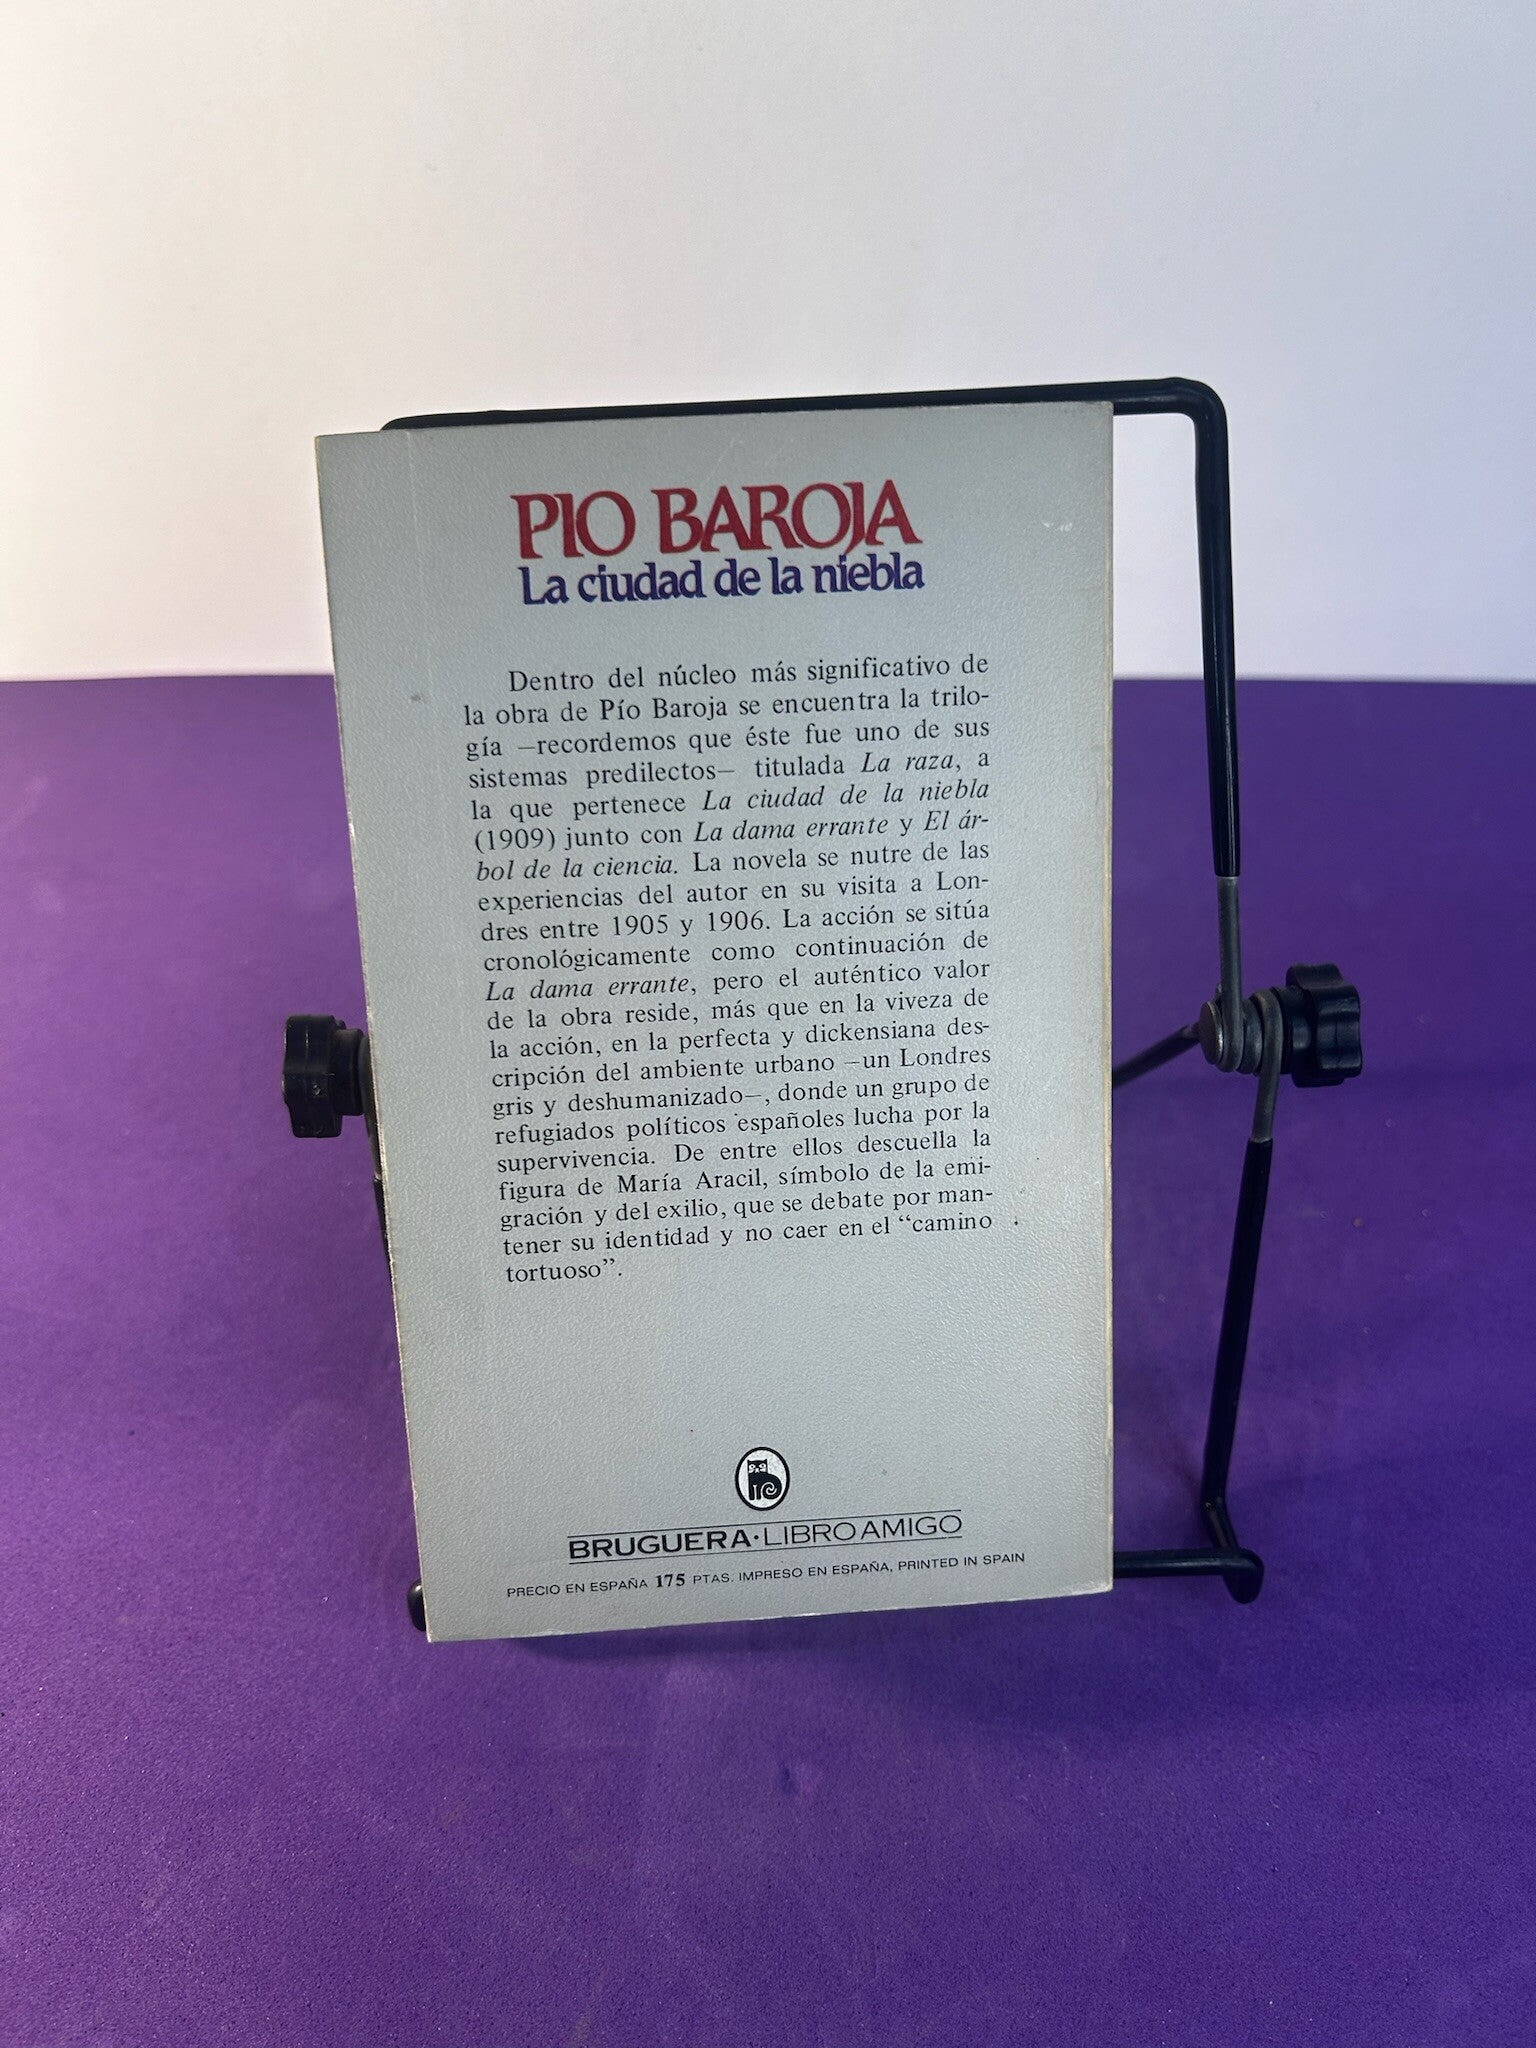 PIO BAROJA
La ciudad de la niebla
Dentro del núcleo más significativo de
la obra de Pío Baroja se encuentra la trilo-
gía —recordemos que éste fue uno de sus
sistemas predilectos— titulada La raza, a
la que pertenece La ciudad de la niebla
(1909) junto con La dama errante y El ár-
bol de la ciencia. La novela se nutre de las
experiencias del autor en su visita a Lon-
dres entre 1905 y 1906. La acción se sitúa
cronológicamente como continuación de
La dama errante, pero el auténtico valor
de la obra reside, más que en la viveza de
la acción, en la perfecta y dickensiana des-
cripción del ambiente urbano —un Londres
gris y deshumanizado—, donde un grupo de
refugiados políticos españoles lucha por la
supervivencia. De entre ellos descuella la
figura de María Aracil, símbolo de la emi-
gración y del exilio, que se debate por man-
tener su identidad y no caer en el “camino
tortuoso”.
BRUGUERA·LIBRO AMIGO
PRECIO EN ESPAÑA 175 PTAS. IMPRESO EN ESPAÑA, PRINTED IN SPAIN